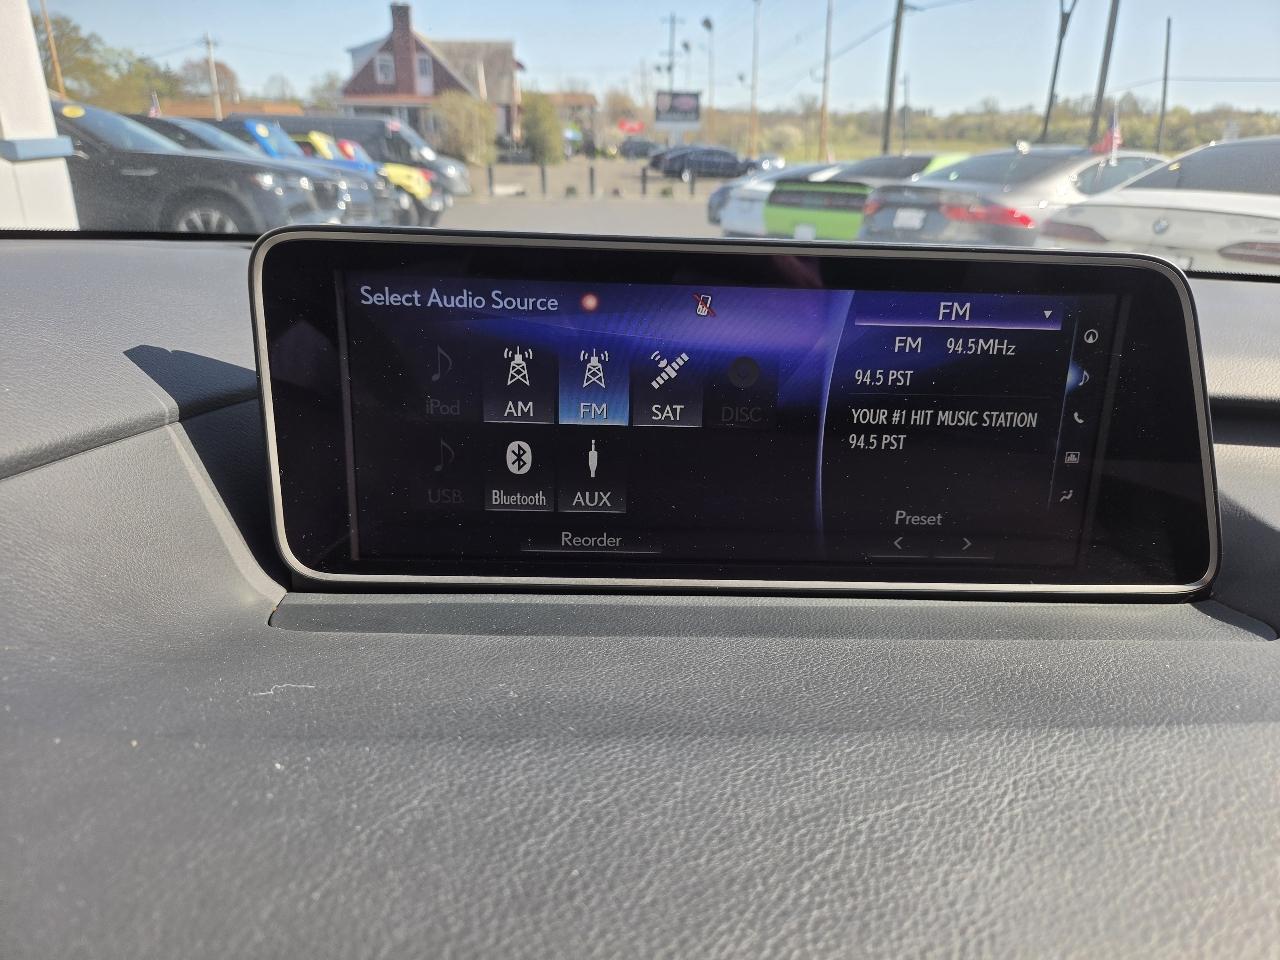 Select Audio Source
iPod
AM
FM
SAT
DISC
USB
Bluetooth
AUX
Reorder
FM
FM 94.5MHz
94.5 PST
YOUR #1 HIT MUSIC STATION
94.5 PST
Preset